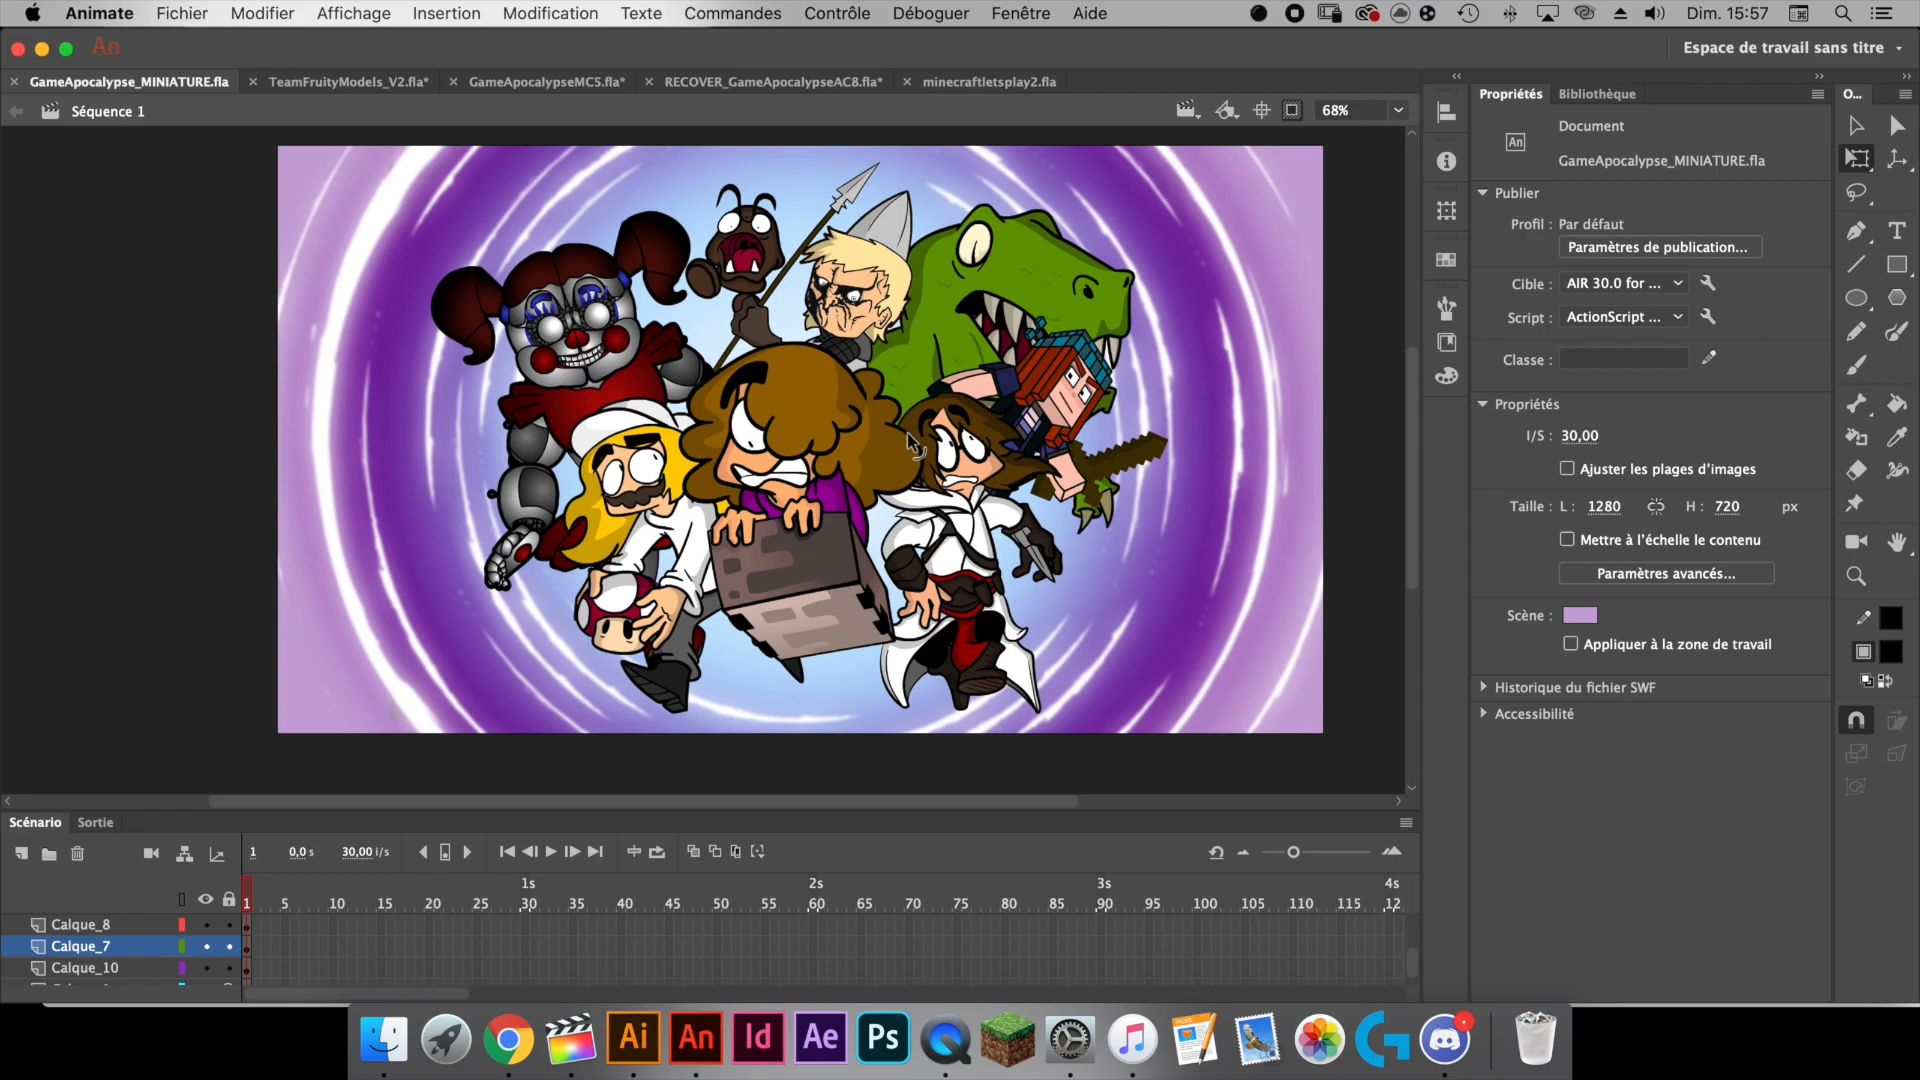 Animate Fichier Modifier Affichage Insertion Modification Texte Commandes Contrôle Déboguer Fenêtre Aide Dim. 15:57
An Espace de travail sans titre
GameApocalypse_MINIATURE.fla TeamFruityModels_V2.fla* GameApocalypseMC5.fla* RECOVER_GameApocalypseAC8.fla* minecraftletsplay2.fla
Séquence 1 68%
Propriétés Bibliothèque O...
Document
An GameApocalypse_MINIATURE.fla
Publier
Profil : Par défaut
Paramètres de publication...
Cible : AIR 30.0 for ...
Script : ActionScript ...
Classe :
Propriétés
I/S : 30,00
Ajuster les plages d'images
Taille : L : 1280 H : 720 px
Mettre à l'échelle le contenu
Paramètres avancés...
Scène :
Appliquer à la zone de travail
Historique du fichier SWF
Accessibilité
Scénario Sortie
1 0,0 s 30,00 i/s
1s 2s 3s 4s
1 5 10 15 20 25 30 35 40 45 50 55 60 65 70 75 80 85 90 95 100 105 110 115 12
Calque_8
Calque_7
Calque_10
Ai An Id Ae Ps